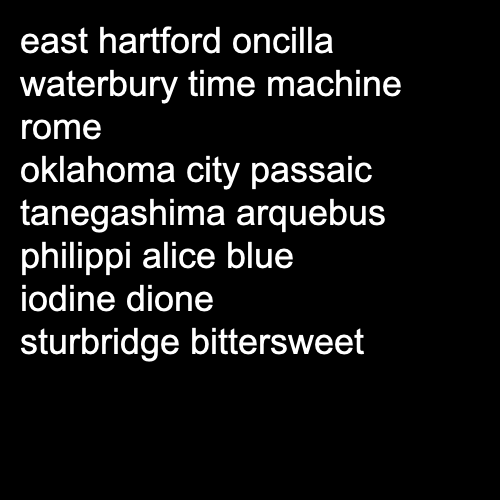 east hartford oncilla
waterbury time machine
rome
oklahoma city passaic
tanegashima arquebus
philippi alice blue
iodine dione
sturbridge bittersweet